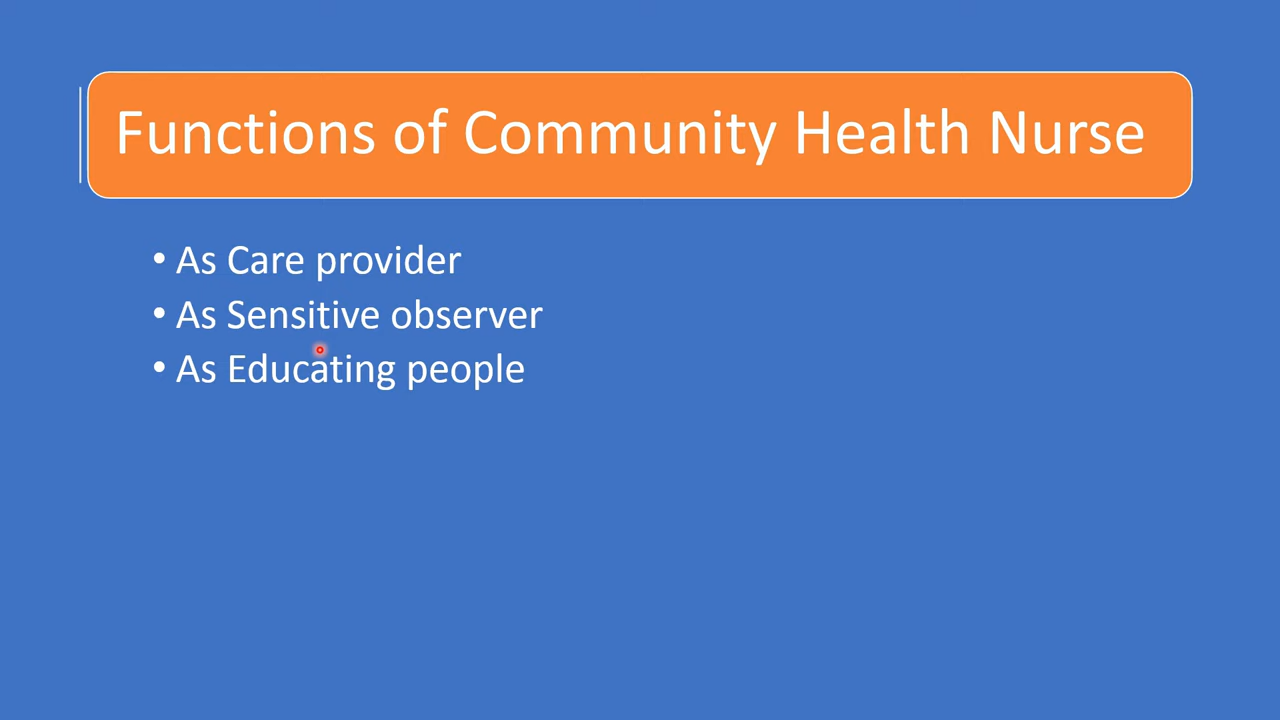 Functions of Community Health Nurse
• As Care provider
• As Sensitive observer
• As Educating people